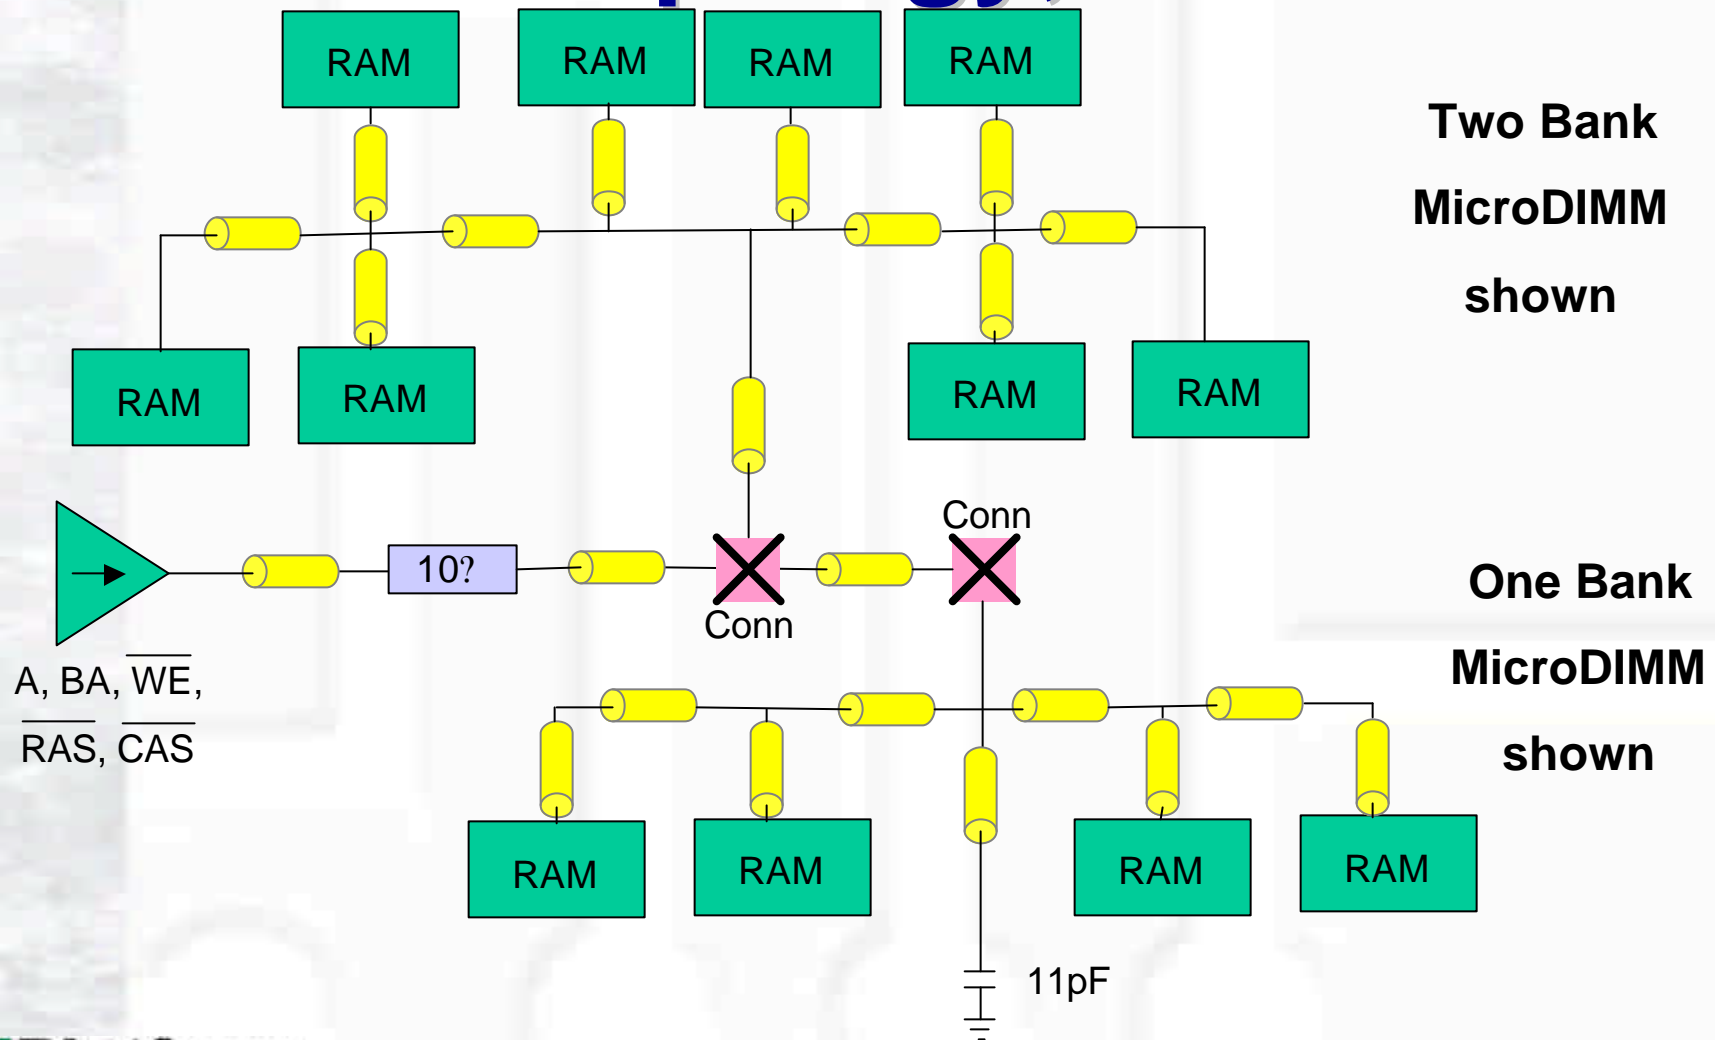 RAM
RAM
RAM
RAM
Two Bank
MicroDIMM
shown
RAM
RAM
RAM
RAM
Conn
10?
Conn
One Bank
MicroDIMM
shown
A, BA, WE,
RAS, CAS
RAM
RAM
RAM
RAM
11pF